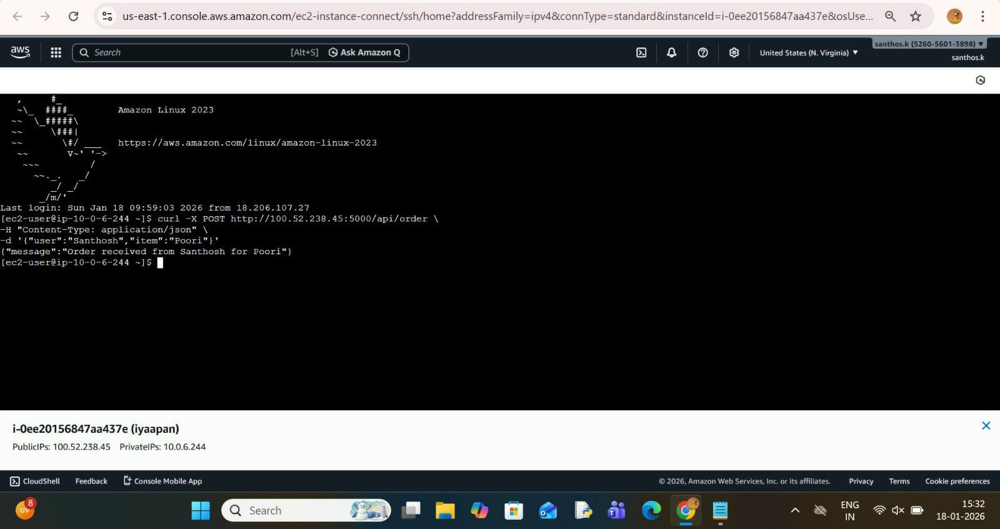 us-east-1.console.aws.amazon.com/ec2-instance-connect/ssh/home?addressFamily=ipv4&connType=standard&instanceId=i-0ee20156847aa437e&osUse...
aws
Search [Alt+S] Ask Amazon Q
United States (N. Virginia)
santhos.k (5260-5601-3898)
santhos.k
   ,     #_
   ~\_  ####_        Amazon Linux 2023
  ~~  \_#####\
  ~~     \###|
  ~~       \#/ ___   https://aws.amazon.com/linux/amazon-linux-2023
   ~~       V~' '->
    ~~~         /
      ~~._.   _/
         _/ _/
       _/m/'
Last login: Sun Jan 18 09:59:03 2026 from 18.206.107.27
[ec2-user@ip-10-0-6-244 ~]$ curl -X POST http://100.52.238.45:5000/api/order \
-H "Content-Type: application/json" \
-d '{"user":"Santhosh","item":"Poori"}'
{"message":"Order received from Santhosh for Poori"}
[ec2-user@ip-10-0-6-244 ~]$
i-0ee20156847aa437e (iyaapan)
PublicIPs: 100.52.238.45 PrivateIPs: 10.0.6.244
CloudShell Feedback Console Mobile App © 2026, Amazon Web Services, Inc. or its affiliates. Privacy Terms Cookie preferences
8
UV
Search
ENG
IN
15:32
18-01-2026